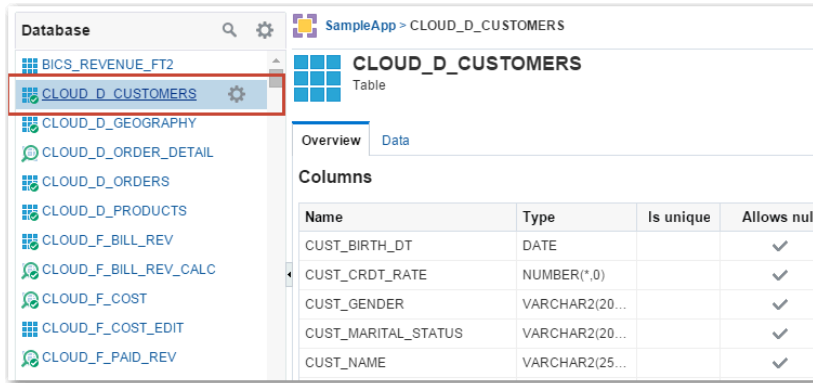 Database
BICS_REVENUE_FT2
CLOUD_D_CUSTOMERS
CLOUD_D_GEOGRAPHY
CLOUD_D_ORDER_DETAIL
CLOUD_D_ORDERS
CLOUD_D_PRODUCTS
CLOUD_F_BILL_REV
CLOUD_F_BILL_REV_CALC
CLOUD_F_COST
CLOUD_F_COST_EDIT
CLOUD_F_PAID_REV
SampleApp > CLOUD_D_CUSTOMERS
CLOUD_D_CUSTOMERS
Table
Overview Data
Columns
Name Type Is unique Allows nul
CUST_BIRTH_DT DATE
CUST_CRDT_RATE NUMBER(*,0)
CUST_GENDER VARCHAR2(20...
CUST_MARITAL_STATUS VARCHAR2(20...
CUST_NAME VARCHAR2(25...